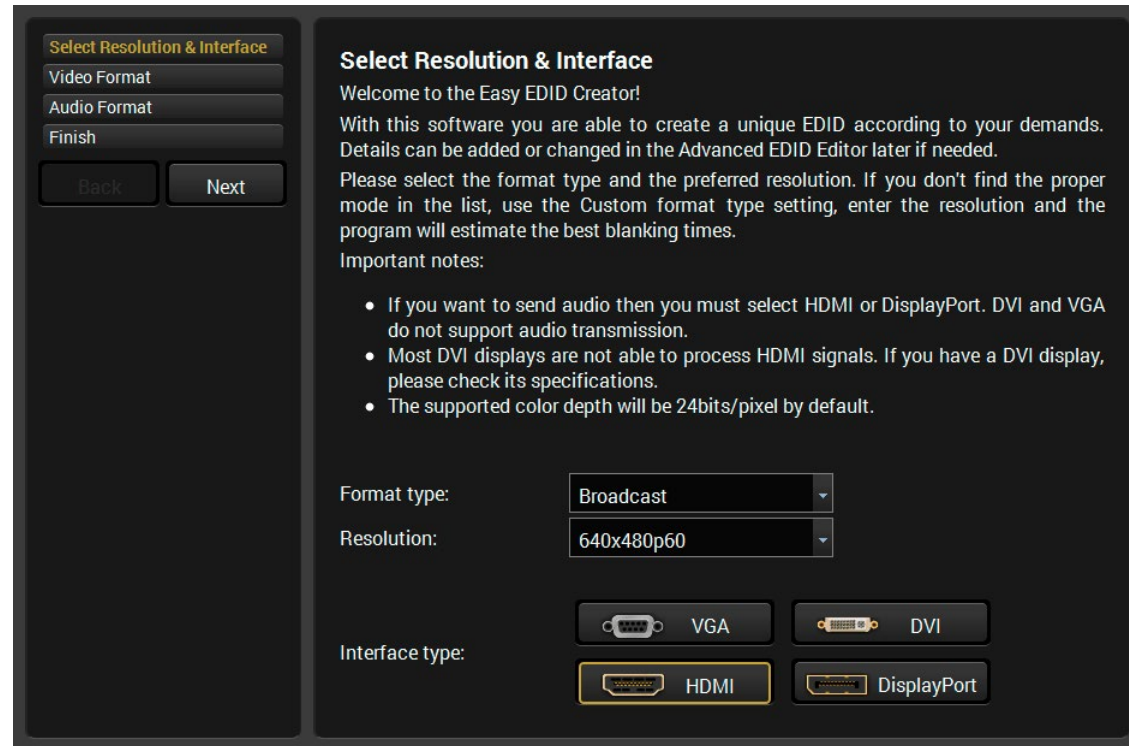 Select Resolution & Interface
Video Format
Audio Format
Finish
Back
Next
Select Resolution & Interface
Welcome to the Easy EDID Creator!
With this software you are able to create a unique EDID according to your demands.
Details can be added or changed in the Advanced EDID Editor later if needed.
Please select the format type and the preferred resolution. If you don't find the proper
mode in the list, use the Custom format type setting, enter the resolution and the
program will estimate the best blanking times.
Important notes:
• If you want to send audio then you must select HDMI or DisplayPort. DVI and VGA
do not support audio transmission.
• Most DVI displays are not able to process HDMI signals. If you have a DVI display,
please check its specifications.
• The supported color depth will be 24bits/pixel by default.
Format type:
Broadcast
Resolution:
640x480p60
Interface type:
VGA
DVI
HDMI
DisplayPort